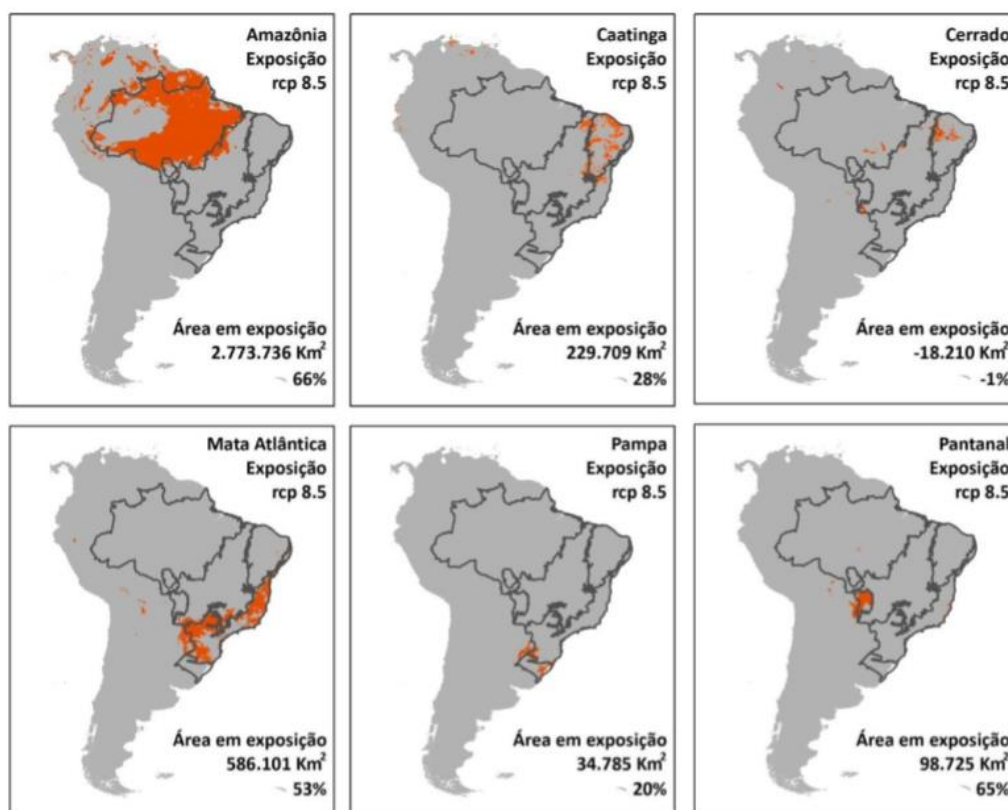 Amazônia
Exposição
rcp 8.5
Área em exposição
2.773.736 Km²
66%
Caatinga
Exposição
rcp 8.5
Área em exposição
229.709 Km²
28%
Cerrado
Exposição
rcp 8.5
Área em exposição
-18.210 Km²
-1%
Mata Atlântica
Exposição
rcp 8.5
Área em exposição
586.101 Km²
53%
Pampa
Exposição
rcp 8.5
Área em exposição
34.785 Km²
20%
Pantanal
Exposição
rcp 8.5
Área em exposição
98.725 Km²
65%